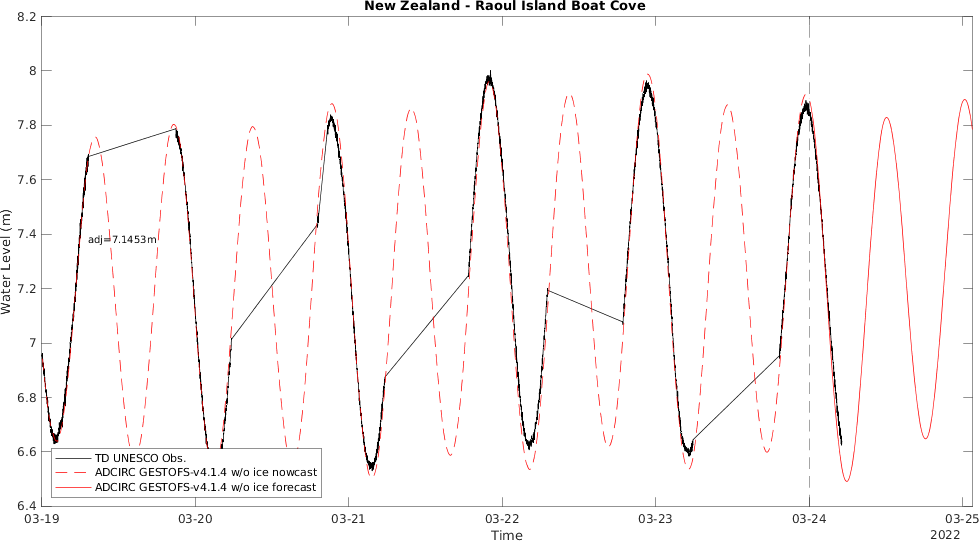 New Zealand - Raoul Island Boat Cove
8.2
8
7.8
7.6
7.4
7.2
7
6.8
6.6
6.4
Water Level (m)
adj=7.1453m
TD UNESCO Obs.
ADCIRC GESTOFS-v4.1.4 w/o ice nowcast
ADCIRC GESTOFS-v4.1.4 w/o ice forecast
03-19
03-20
03-21
03-22
03-23
03-24
03-25
Time
2022